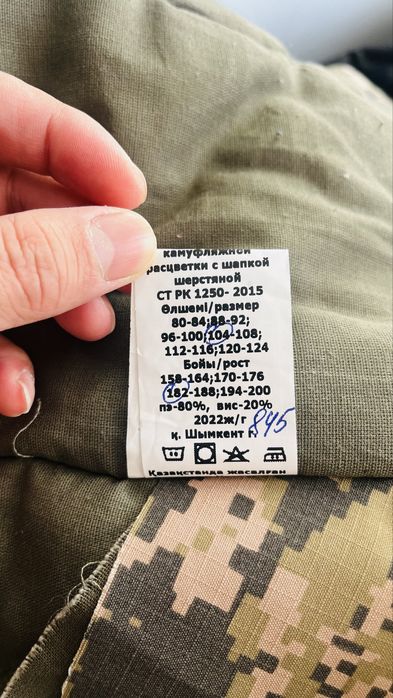 камуфляжной
расцветки с шапкой
шерстяной
СТ РК 1250- 2015
Өлшемі/размер
80-84;88-92;
96-100;104-108;
112-116;120-124
Бойы/рост
158-164;170-176
182-188;194-200
пэ-80%, вис-20%
2022ж/г
қ. Шымкент г.
845
Қазақстанда жасалған